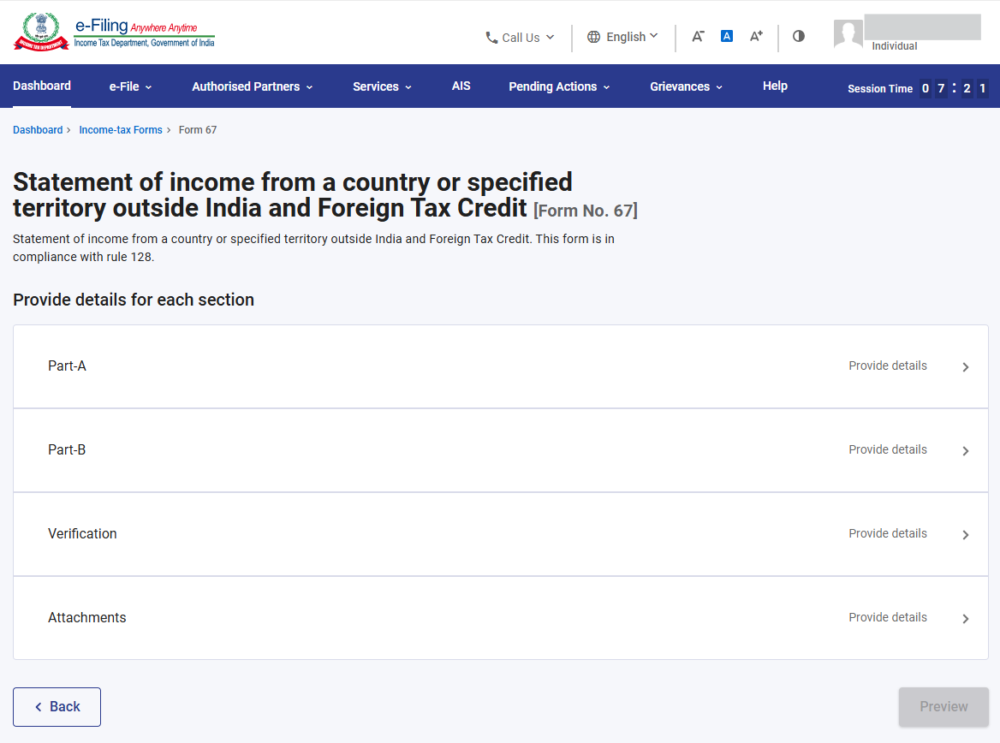 e-Filing Anywhere Anytime
Income Tax Department, Government of India
INCOME TAX DEPARTMENT
Call Us
English
A-
A
A+
Individual
Dashboard
e-File
Authorised Partners
Services
AIS
Pending Actions
Grievances
Help
Session Time 0 7 : 2 1
Dashboard > Income-tax Forms > Form 67
Statement of income from a country or specified
territory outside India and Foreign Tax Credit [Form No. 67]
Statement of income from a country or specified territory outside India and Foreign Tax Credit. This form is in
compliance with rule 128.
Provide details for each section
Part-A Provide details
Part-B Provide details
Verification Provide details
Attachments Provide details
Back
Preview